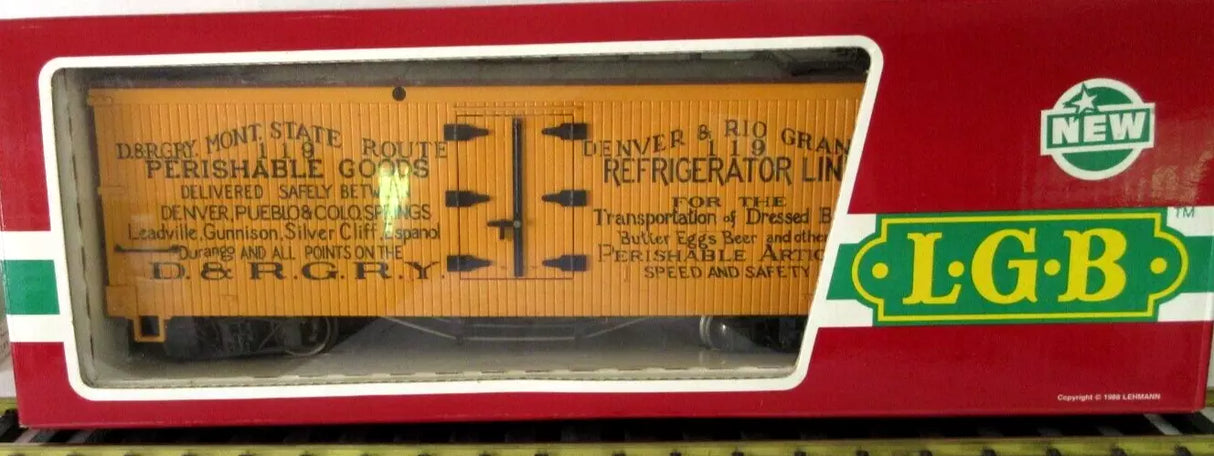 D.&R.G.RY. MONT. STATE ROUTE
119
PERISHABLE GOODS
DELIVERED SAFELY BETW
DENVER, PUEBLO & COLO. SPRINGS
Leadville, Gunnison, Silver Cliff, Espanol
Durango AND ALL POINTS ON THE
D. & R. G. R. Y.
DENVER & RIO GRAN
119
REFRIGERATOR LIN
FOR THE
Transportation of Dressed B
Butter Eggs Beer and other
PERISHABLE ARTIC
SPEED AND SAFETY
NEW
L·G·B
TM
Copyright © 1988 LEHMANN